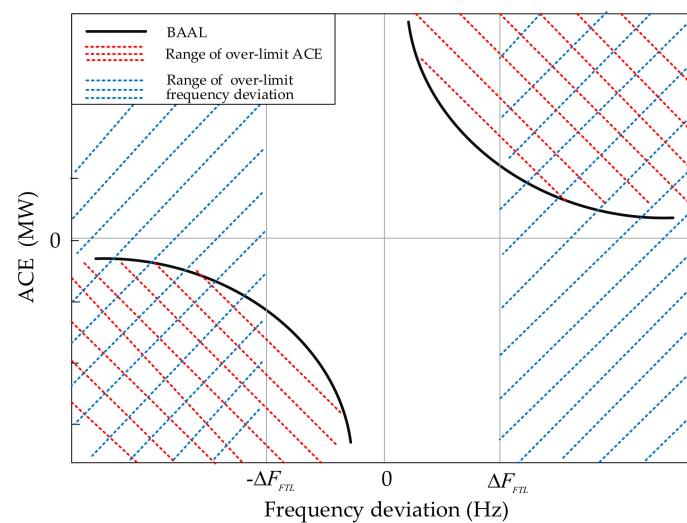 BAAL
Range of over-limit ACE
Range of over-limit
frequency deviation
ACE (MW)
0
-ΔF_FTL
0
ΔF_FTL
Frequency deviation (Hz)